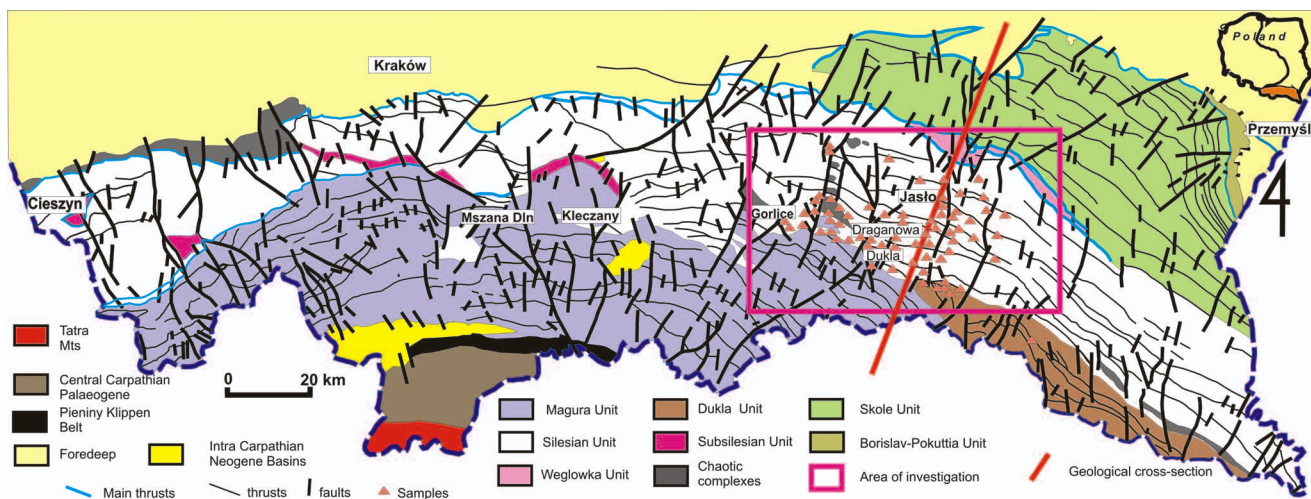 Poland
Kraków
Przemyśl
Cieszyn
Jasło
Gorlice
Mszana Dln
Kleczany
Draganowa
Dukla
Tatra
Mts
Central Carpathian
Palaeogene
Pieniny Klippen
Belt
Foredeep
0 20 km
Intra Carpathian
Neogene Basins
Magura Unit
Silesian Unit
Weglowka Unit
Dukla Unit
Subsilesian Unit
Chaotic
complexes
Skole Unit
Borislav-Pokuttia Unit
Area of investigation
Main thrusts
thrusts
faults
Samples
Geological cross-section